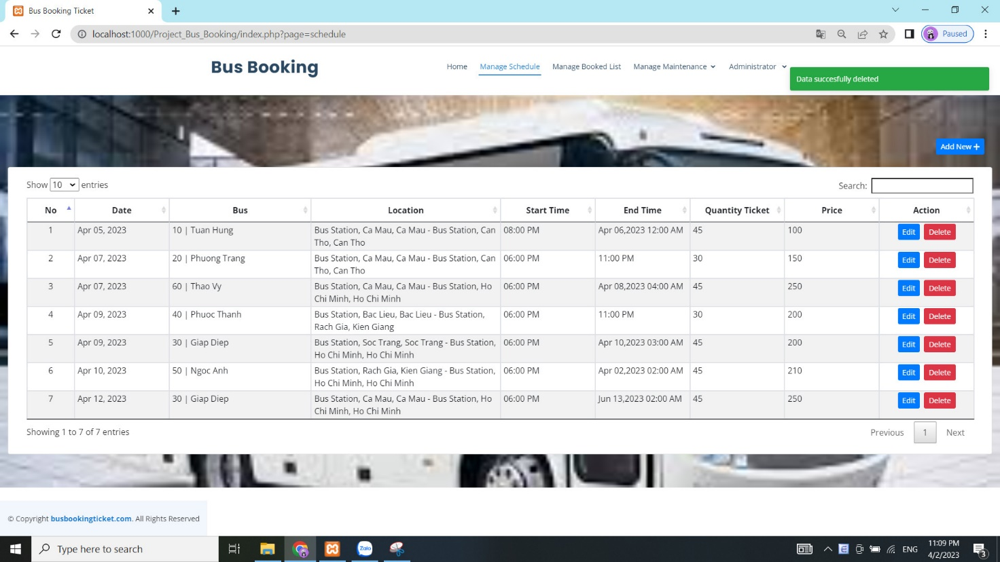 Bus Booking Ticket
localhost:1000/Project_Bus_Booking/index.php?page=schedule
Paused
Bus Booking
Home Manage Schedule Manage Booked List Manage Maintenance Administrator
Data succesfully deleted
Add New +
Show 10 entries
Search:
No Date Bus Location Start Time End Time Quantity Ticket Price Action
1 Apr 05, 2023 10 | Tuan Hung Bus Station, Ca Mau, Ca Mau - Bus Station, Can 08:00 PM Apr 06,2023 12:00 AM 45 100 Edit Delete
Tho, Can Tho
2 Apr 07, 2023 20 | Phuong Trang Bus Station, Ca Mau, Ca Mau - Bus Station, Can 06:00 PM 11:00 PM 30 150 Edit Delete
Tho, Can Tho
3 Apr 07, 2023 60 | Thao Vy Bus Station, Ca Mau, Ca Mau - Bus Station, Ho 06:00 PM Apr 08,2023 04:00 AM 45 250 Edit Delete
Chi Minh, Ho Chi Minh
4 Apr 09, 2023 40 | Phuoc Thanh Bus Station, Bac Lieu, Bac Lieu - Bus Station, 06:00 PM 11:00 PM 30 200 Edit Delete
Rach Gia, Kien Giang
5 Apr 09, 2023 30 | Giap Diep Bus Station, Soc Trang, Soc Trang - Bus Station, 06:00 PM Apr 10,2023 03:00 AM 45 200 Edit Delete
Ho Chi Minh, Ho Chi Minh
6 Apr 10, 2023 50 | Ngoc Anh Bus Station, Rach Gia, Kien Giang - Bus Station, 06:00 PM Apr 02,2023 02:00 AM 45 210 Edit Delete
Ho Chi Minh, Ho Chi Minh
7 Apr 12, 2023 30 | Giap Diep Bus Station, Ca Mau, Ca Mau - Bus Station, Ho 06:00 PM Jun 13,2023 02:00 AM 45 250 Edit Delete
Chi Minh, Ho Chi Minh
Showing 1 to 7 of 7 entries
Previous 1 Next
© Copyright busbookingticket.com. All Rights Reserved
Type here to search
Zalo
ENG
11:09 PM
4/2/2023
3